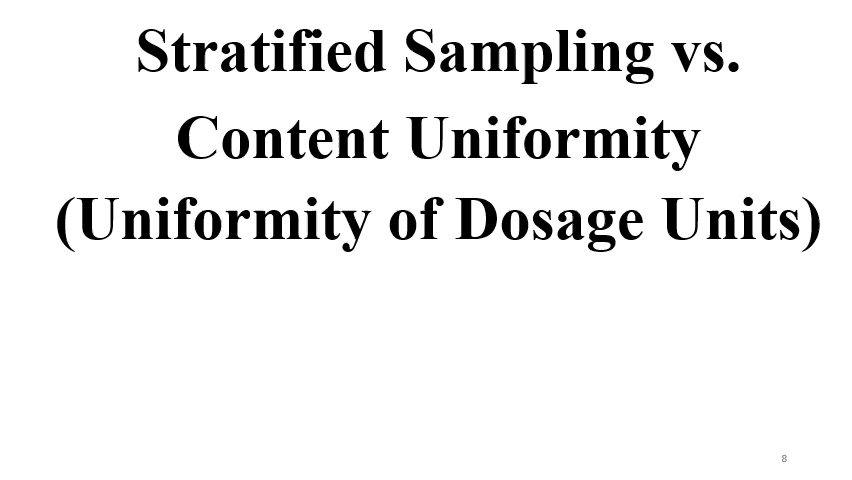 Stratified Sampling vs.
Content Uniformity
(Uniformity of Dosage Units)
8